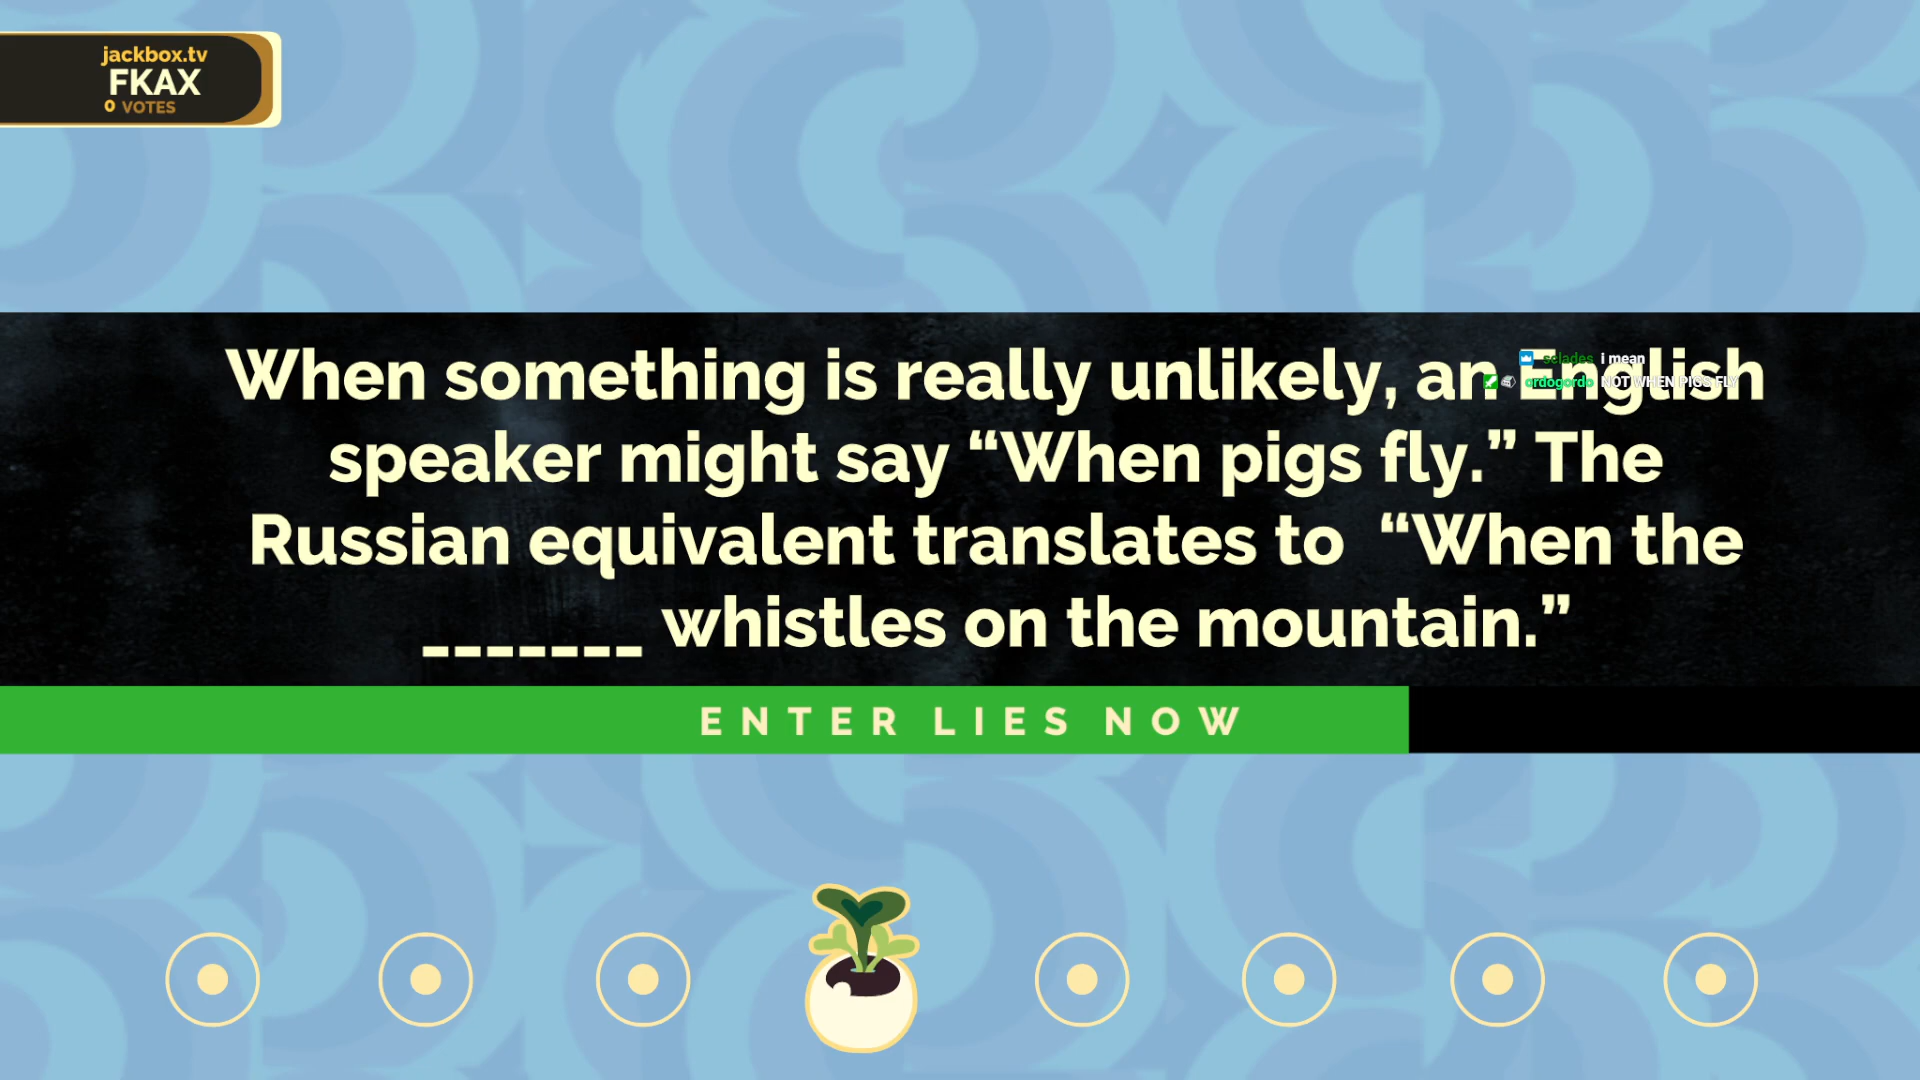 jackbox.tv
FKAX
0 VOTES
When something is really unlikely, an English
speaker might say “When pigs fly.” The
Russian equivalent translates to “When the
_______ whistles on the mountain.”
sclades i mean
ordogordo NOT WHEN PIGS FLY
ENTER LIES NOW